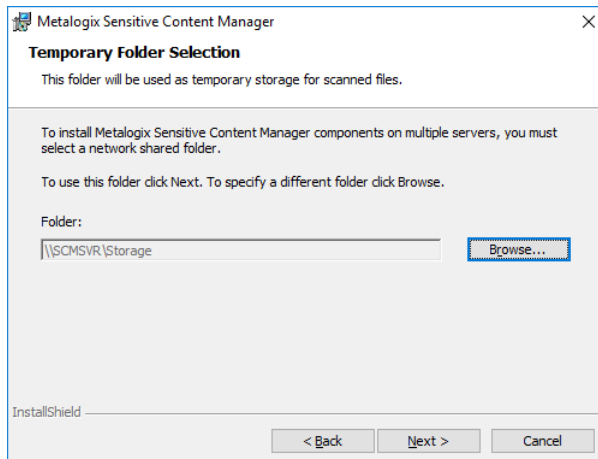 Metalogix Sensitive Content Manager
Temporary Folder Selection
This folder will be used as temporary storage for scanned files.
To install Metalogix Sensitive Content Manager components on multiple servers, you must
select a network shared folder.
To use this folder click Next. To specify a different folder click Browse.
Folder:
\\SCMSVR\Storage
Browse...
InstallShield
< Back
Next >
Cancel